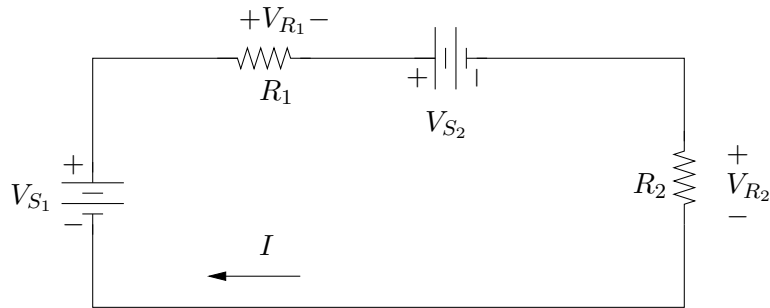 +V_{R_1}−
R_1
+ −
V_{S_2}
+
V_{S_1}
−
R_2
+
V_{R_2}
−
I